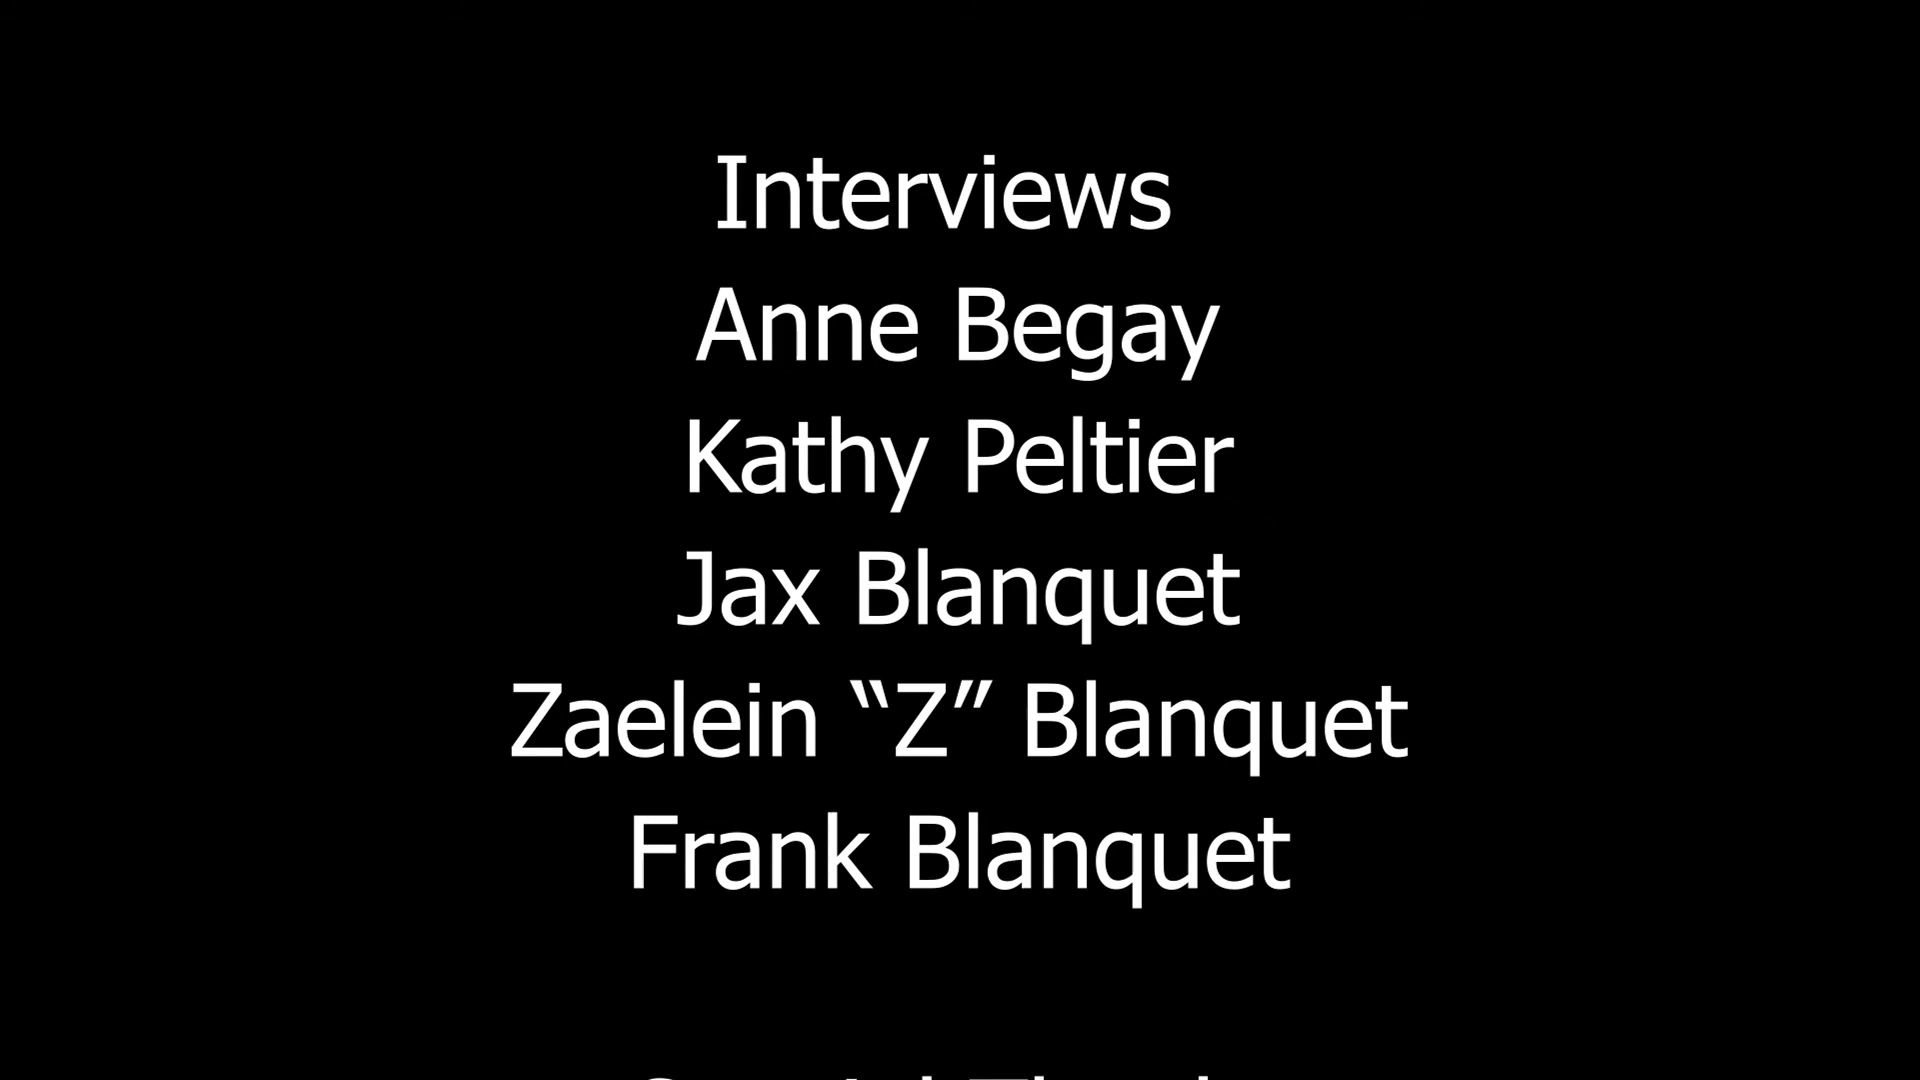 Interviews
Anne Begay
Kathy Peltier
Jax Blanquet
Zaelein “Z” Blanquet
Frank Blanquet